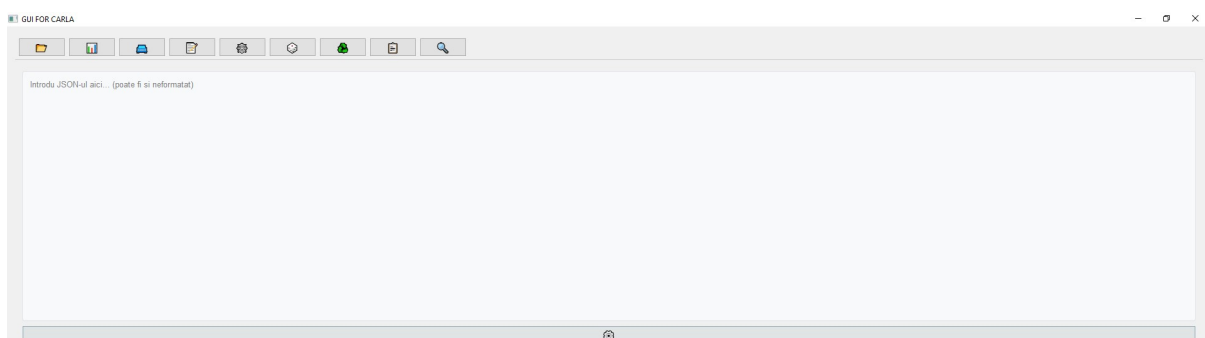 GUI FOR CARLA
Introdu JSON-ul aici... (poate fi si neformatat)